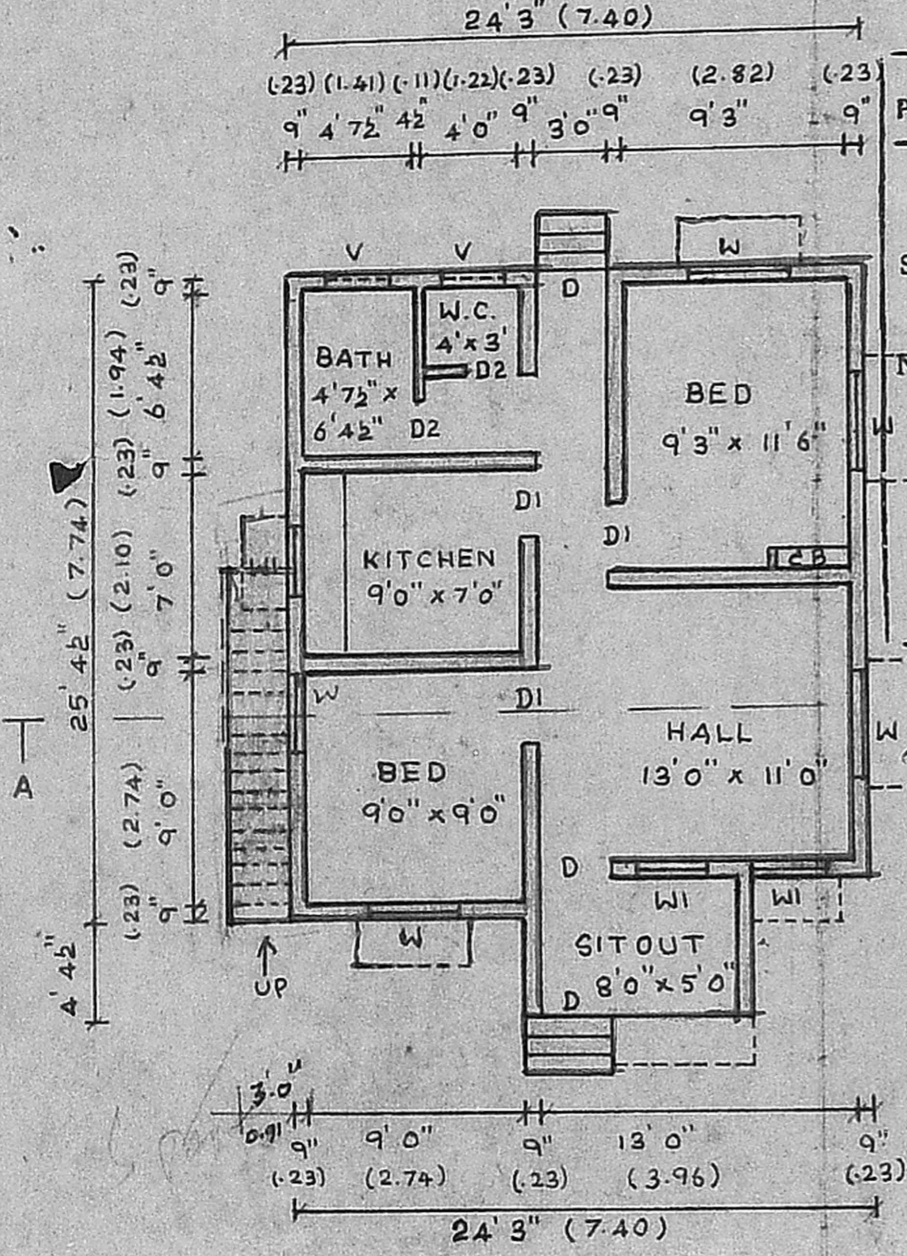 24'3" (7.40)
(.23) (1.41) (.11) (1.22) (.23) (.23) (2.82) (.23)
9" 4'7½" 4½" 4'0" 9" 3'0" 9" 9'3" 9"
P
V V W
D
S
W.C.
4'x3'
D2
BATH
4'7½" x
6'4½"
D2
BED
9'3" x 11'6"
W
D1
D1
CB
KITCHEN
9'0" x 7'0"
W
D1
HALL
13'0" x 11'0"
W
BED
9'0" x 9'0"
D
W1 W1
W
SITOUT
8'0" x 5'0"
D
UP
A
(.23) 9"
(1.94) 6'4½"
(.23) 9"
(2.10) 7'0"
(.23) 9"
(2.74) 9'0"
(.23) 9"
25'4½" (7.74)
4'4½"
3'.0"
0.91
9" 9'0" 9" 13'0" 9"
(.23) (2.74) (.23) (3.96) (.23)
24'3" (7.40)